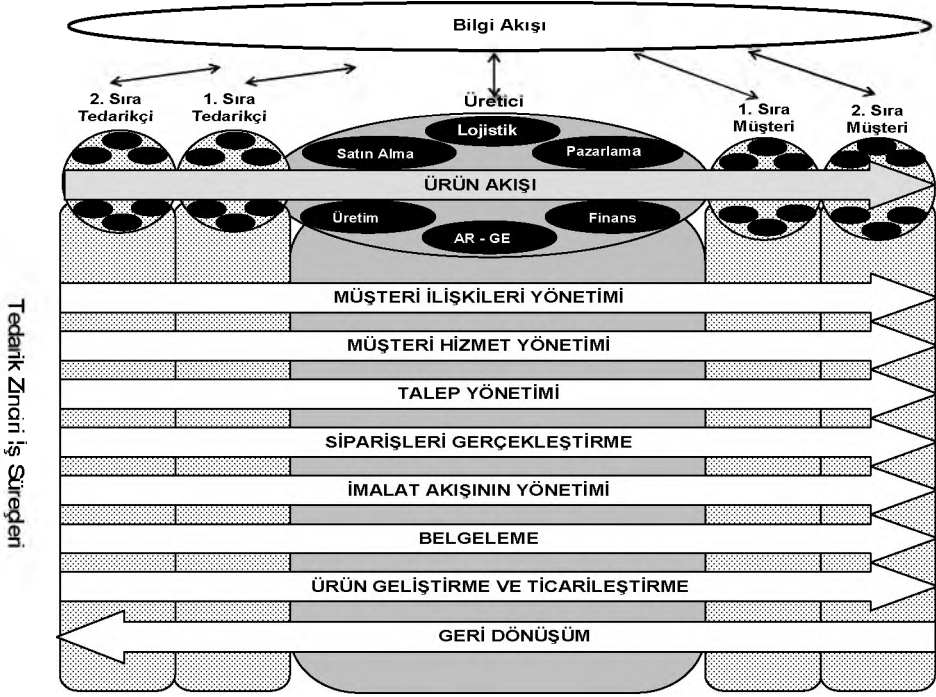 Bilgi Akışı
2. Sıra
Tedarikçi
1. Sıra
Tedarikçi
Üretici
1. Sıra
Müşteri
2. Sıra
Müşteri
Lojistik
Satın Alma
Pazarlama
ÜRÜN AKIŞI
Üretim
Finans
AR - GE
Tedarik Zinciri İş Süreçleri
MÜŞTERİ İLİŞKİLERİ YÖNETİMİ
MÜŞTERİ HİZMET YÖNETİMİ
TALEP YÖNETİMİ
SİPARİŞLERİ GERÇEKLEŞTİRME
İMALAT AKIŞININ YÖNETİMİ
BELGELEME
ÜRÜN GELİŞTİRME VE TİCARİLEŞTİRME
GERİ DÖNÜŞÜM